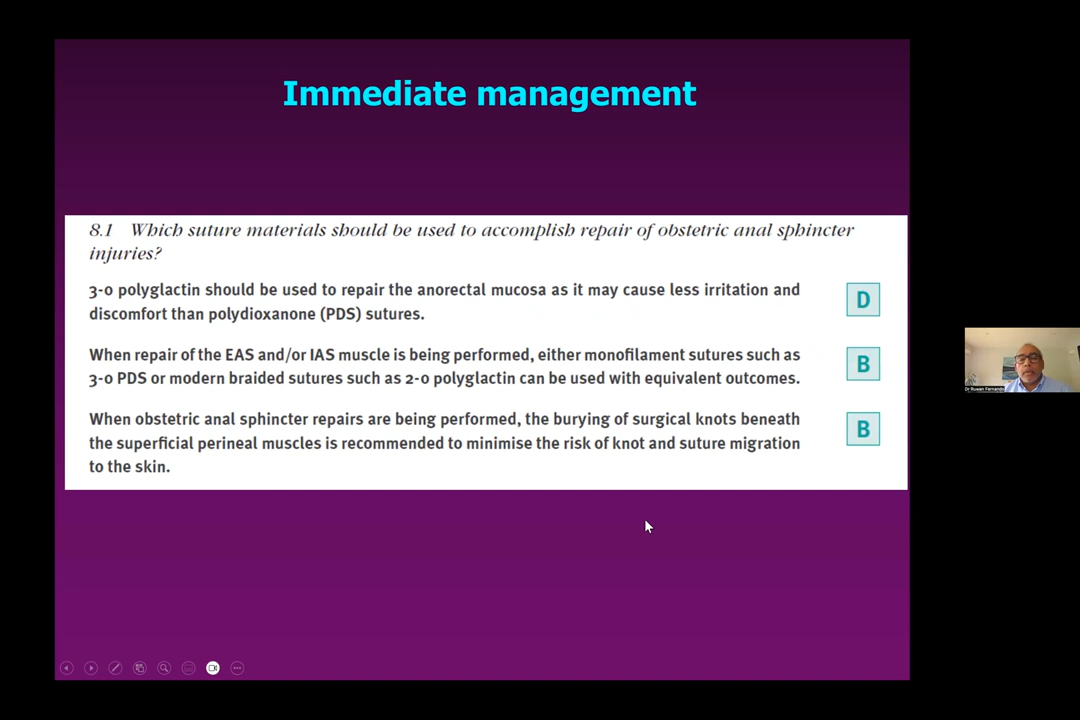 Immediate management
8.1 Which suture materials should be used to accomplish repair of obstetric anal sphincter
injuries?
3-0 polyglactin should be used to repair the anorectal mucosa as it may cause less irritation and
discomfort than polydioxanone (PDS) sutures.
D
When repair of the EAS and/or IAS muscle is being performed, either monofilament sutures such as
3-0 PDS or modern braided sutures such as 2-0 polyglactin can be used with equivalent outcomes.
B
When obstetric anal sphincter repairs are being performed, the burying of surgical knots beneath
the superficial perineal muscles is recommended to minimise the risk of knot and suture migration
to the skin.
B
Dr Ruwan Fernando